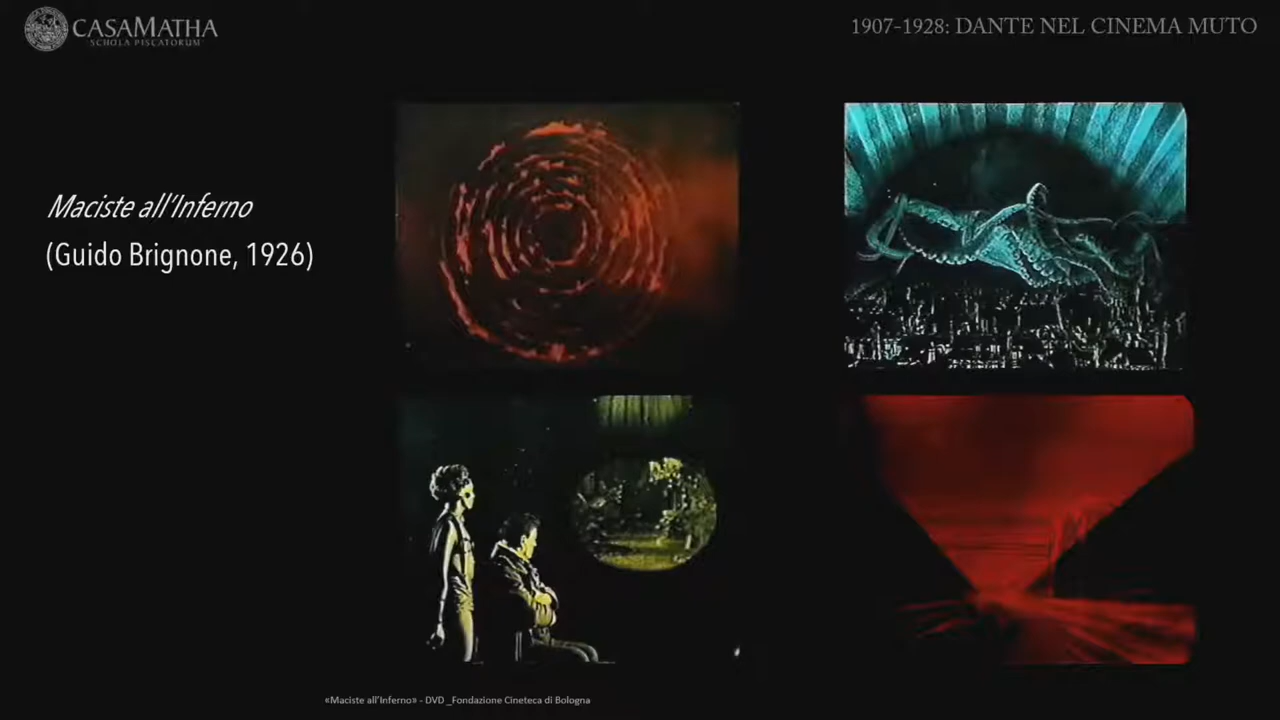 CASAMATHA
SCHOLA PISCATORUM
1907-1928: DANTE NEL CINEMA MUTO
Maciste all'Inferno
(Guido Brignone, 1926)
«Maciste all'Inferno» - DVD _Fondazione Cineteca di Bologna